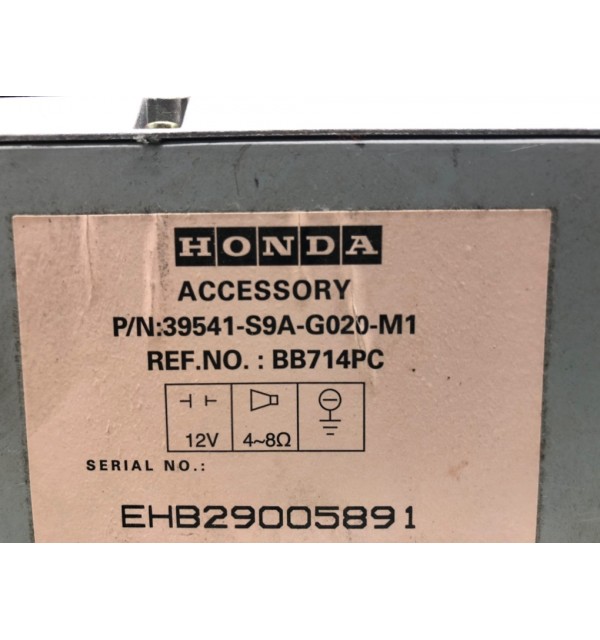 HONDA
ACCESSORY
P/N:39541-S9A-G020-M1
REF.NO.: BB714PC
12V 4~8Ω
SERIAL NO.:
EHB29005891